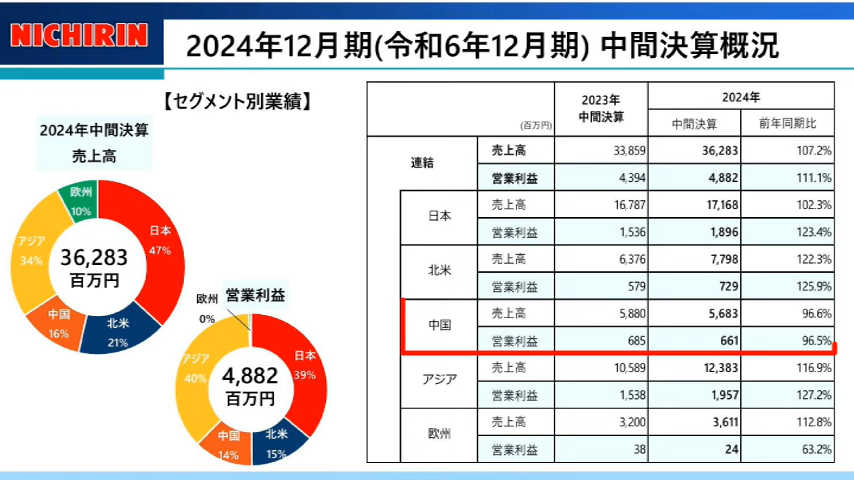 NICHIRIN
2024年12月期(令和6年12月期) 中間決算概況
【セグメント別業績】
2024年中間決算
売上高
欧州
10%
日本
47%
アジア
34%
36,283
百万円
中国
16%
北米
21%
欧州
0%
営業利益
日本
39%
アジア
40%
4,882
百万円
中国
14%
北米
15%
(百万円) 2023年 中間決算 2024年
中間決算 前年同期比
連結 売上高 33,859 36,283 107.2%
営業利益 4,394 4,882 111.1%
日本 売上高 16,787 17,168 102.3%
営業利益 1,536 1,896 123.4%
北米 売上高 6,376 7,798 122.3%
営業利益 579 729 125.9%
中国 売上高 5,880 5,683 96.6%
営業利益 685 661 96.5%
アジア 売上高 10,589 12,383 116.9%
営業利益 1,538 1,957 127.2%
欧州 売上高 3,200 3,611 112.8%
営業利益 38 24 63.2%